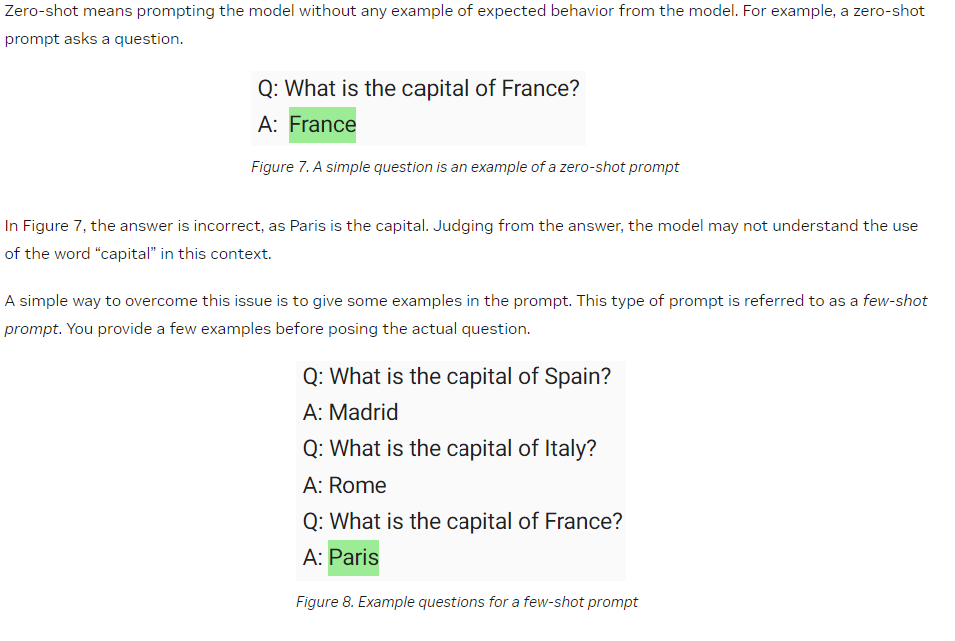 Zero-shot means prompting the model without any example of expected behavior from the model. For example, a zero-shot
prompt asks a question.
Q: What is the capital of France?
A: France
Figure 7. A simple question is an example of a zero-shot prompt
In Figure 7, the answer is incorrect, as Paris is the capital. Judging from the answer, the model may not understand the use
of the word “capital” in this context.
A simple way to overcome this issue is to give some examples in the prompt. This type of prompt is referred to as a few-shot
prompt. You provide a few examples before posing the actual question.
Q: What is the capital of Spain?
A: Madrid
Q: What is the capital of Italy?
A: Rome
Q: What is the capital of France?
A: Paris
Figure 8. Example questions for a few-shot prompt